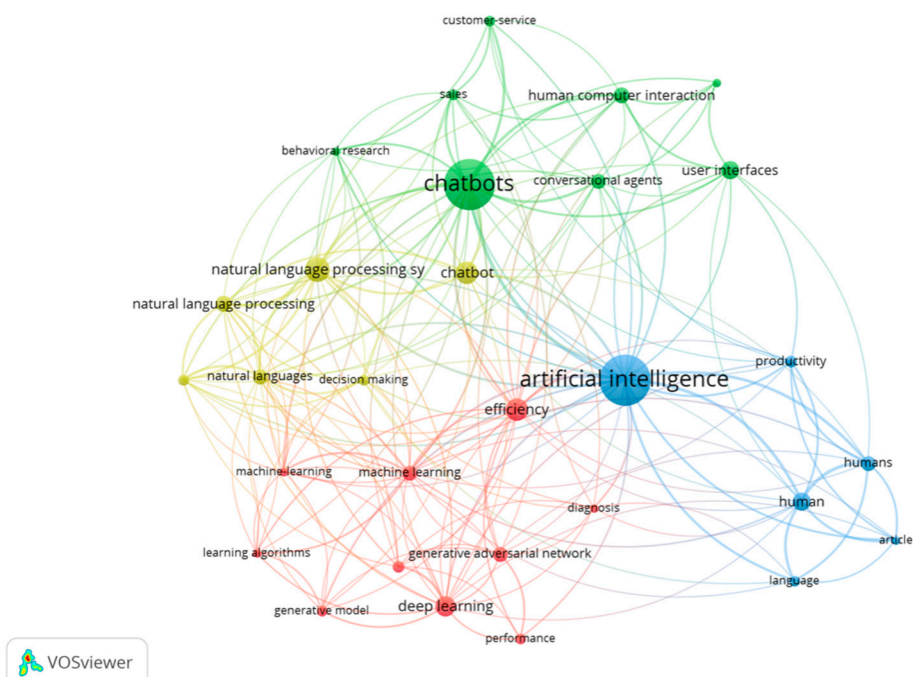 customer-service
sales
human computer interaction
behavioral research
chatbots
conversational agents
user interfaces
natural language processing sy
chatbot
natural language processing
productivity
natural languages
decision making
artificial intelligence
efficiency
machine-learning
machine learning
humans
human
diagnosis
article
learning algorithms
generative adversarial network
language
generative model
deep learning
performance
VOSviewer